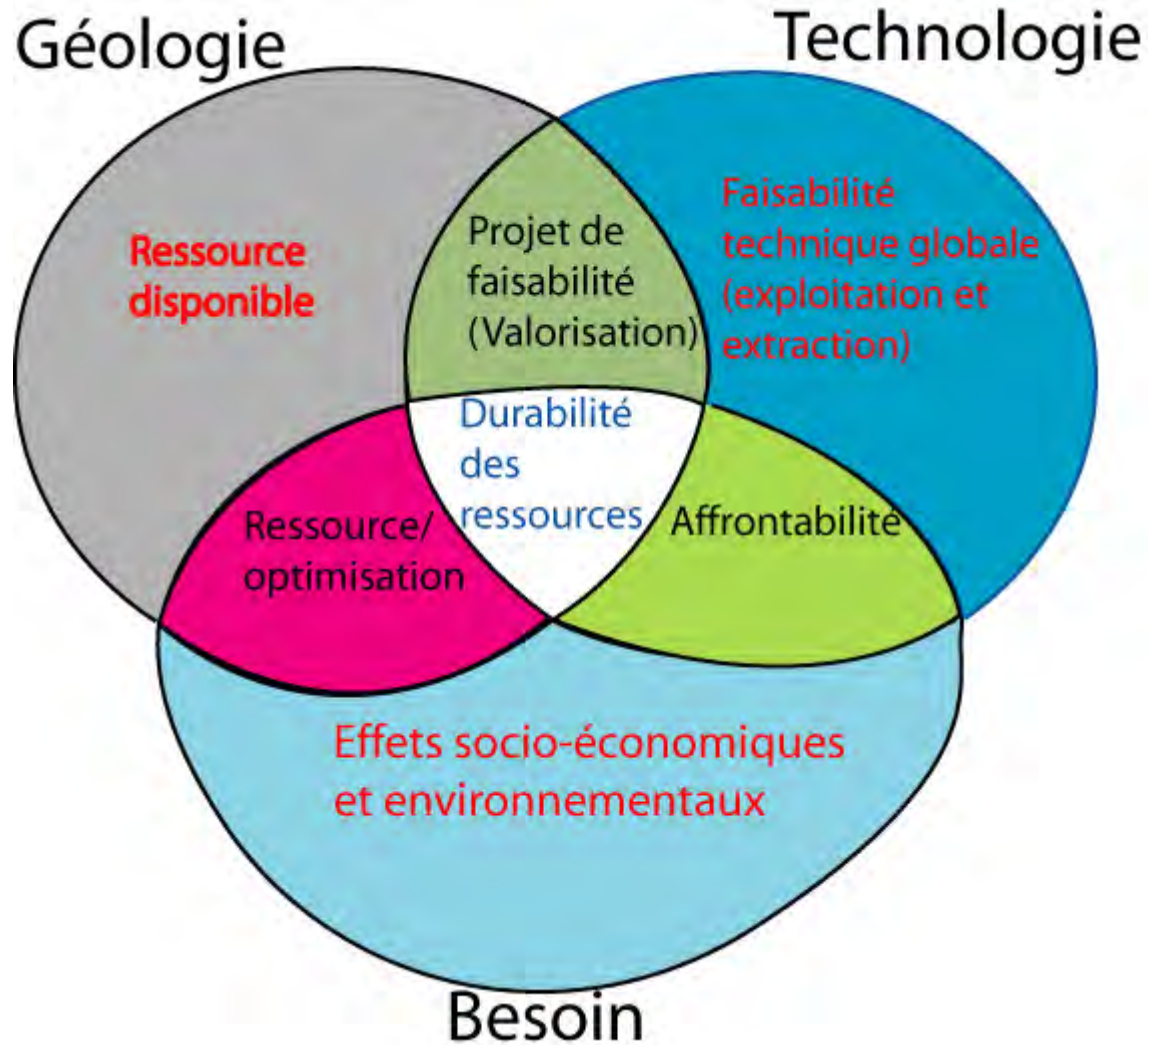 Géologie
Technologie
Ressource
disponible
Projet de
faisabilité
(Valorisation)
Faisabilité
technique globale
(exploitation et
extraction)
Durabilité
des
ressources
Ressource/
optimisation
Affrontabilité
Effets socio-économiques
et environnementaux
Besoin